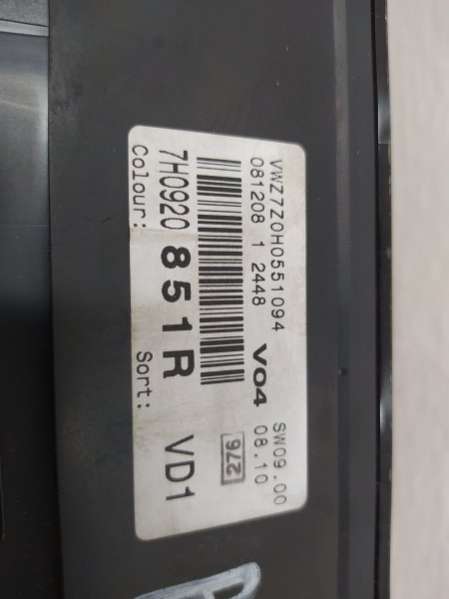 VWZ7Z0H0551094 V04 SW09.00
081208 1 2448 08.10
276
7H0920 851R VD1
Colour: Sort: